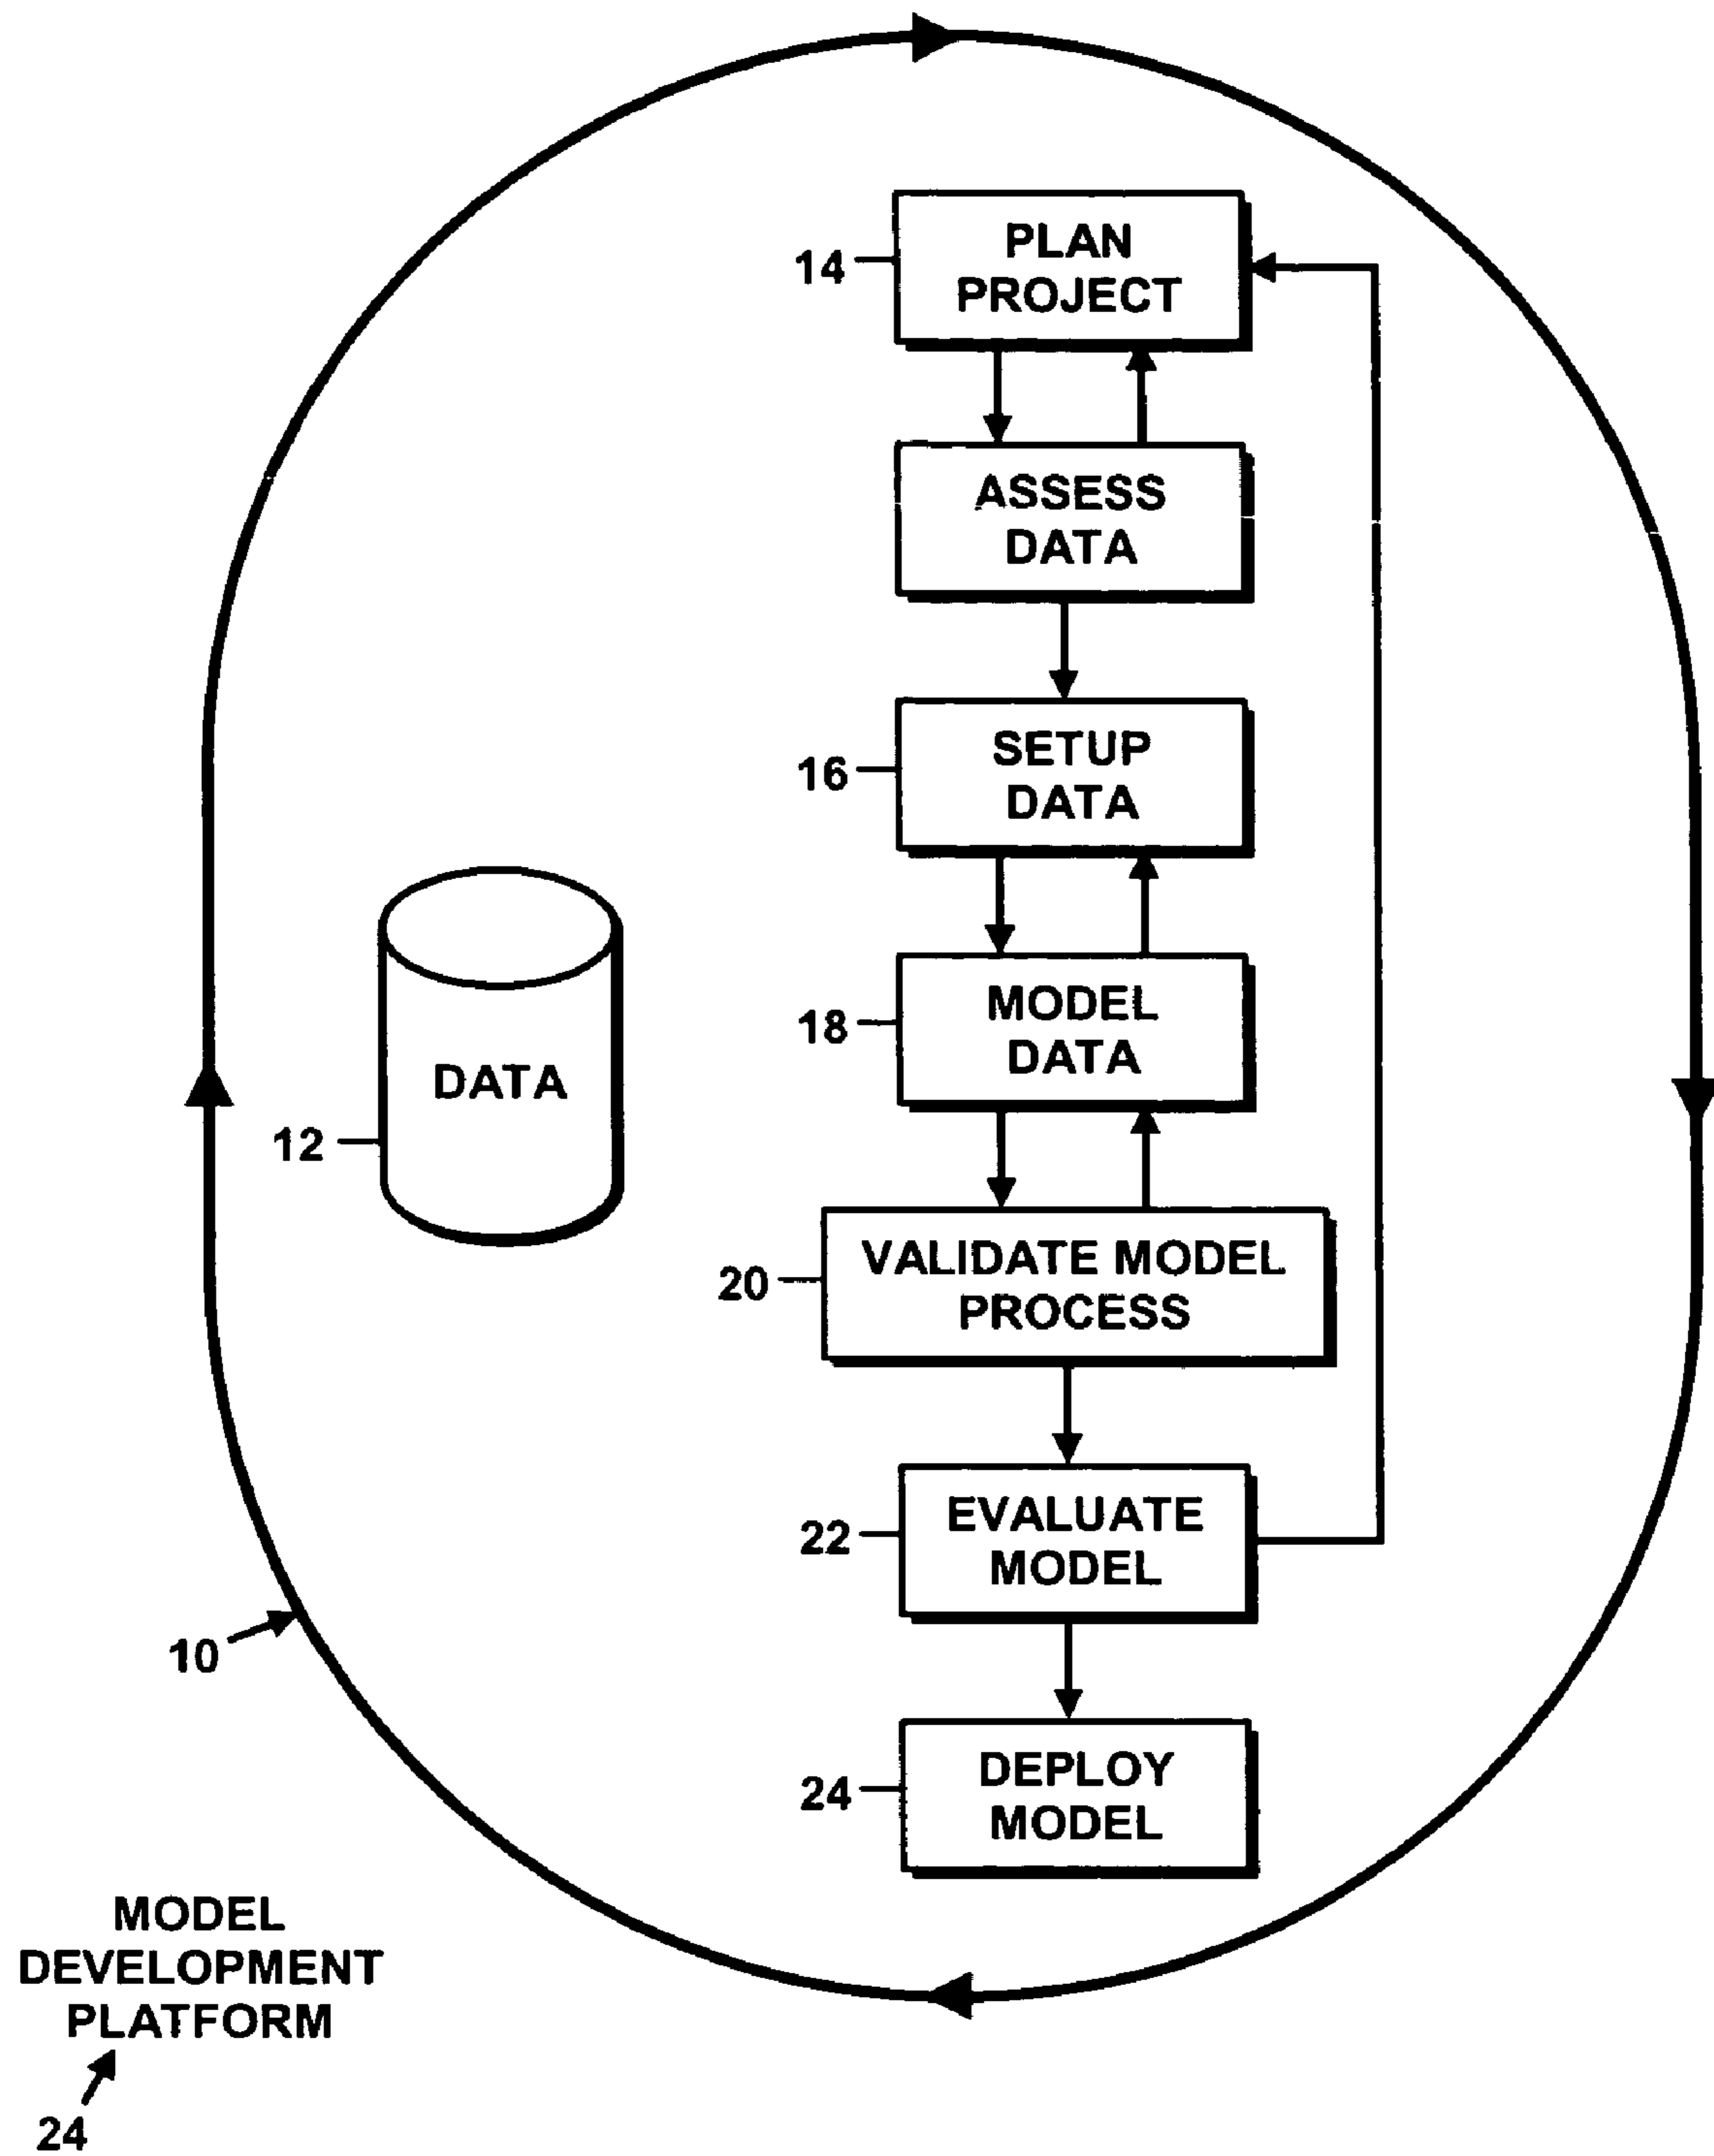 14
PLAN
PROJECT
ASSESS
DATA
16
SETUP
DATA
18
MODEL
DATA
DATA
12
20
VALIDATE MODEL
PROCESS
22
EVALUATE
MODEL
10
24
DEPLOY
MODEL
MODEL
DEVELOPMENT
PLATFORM
24